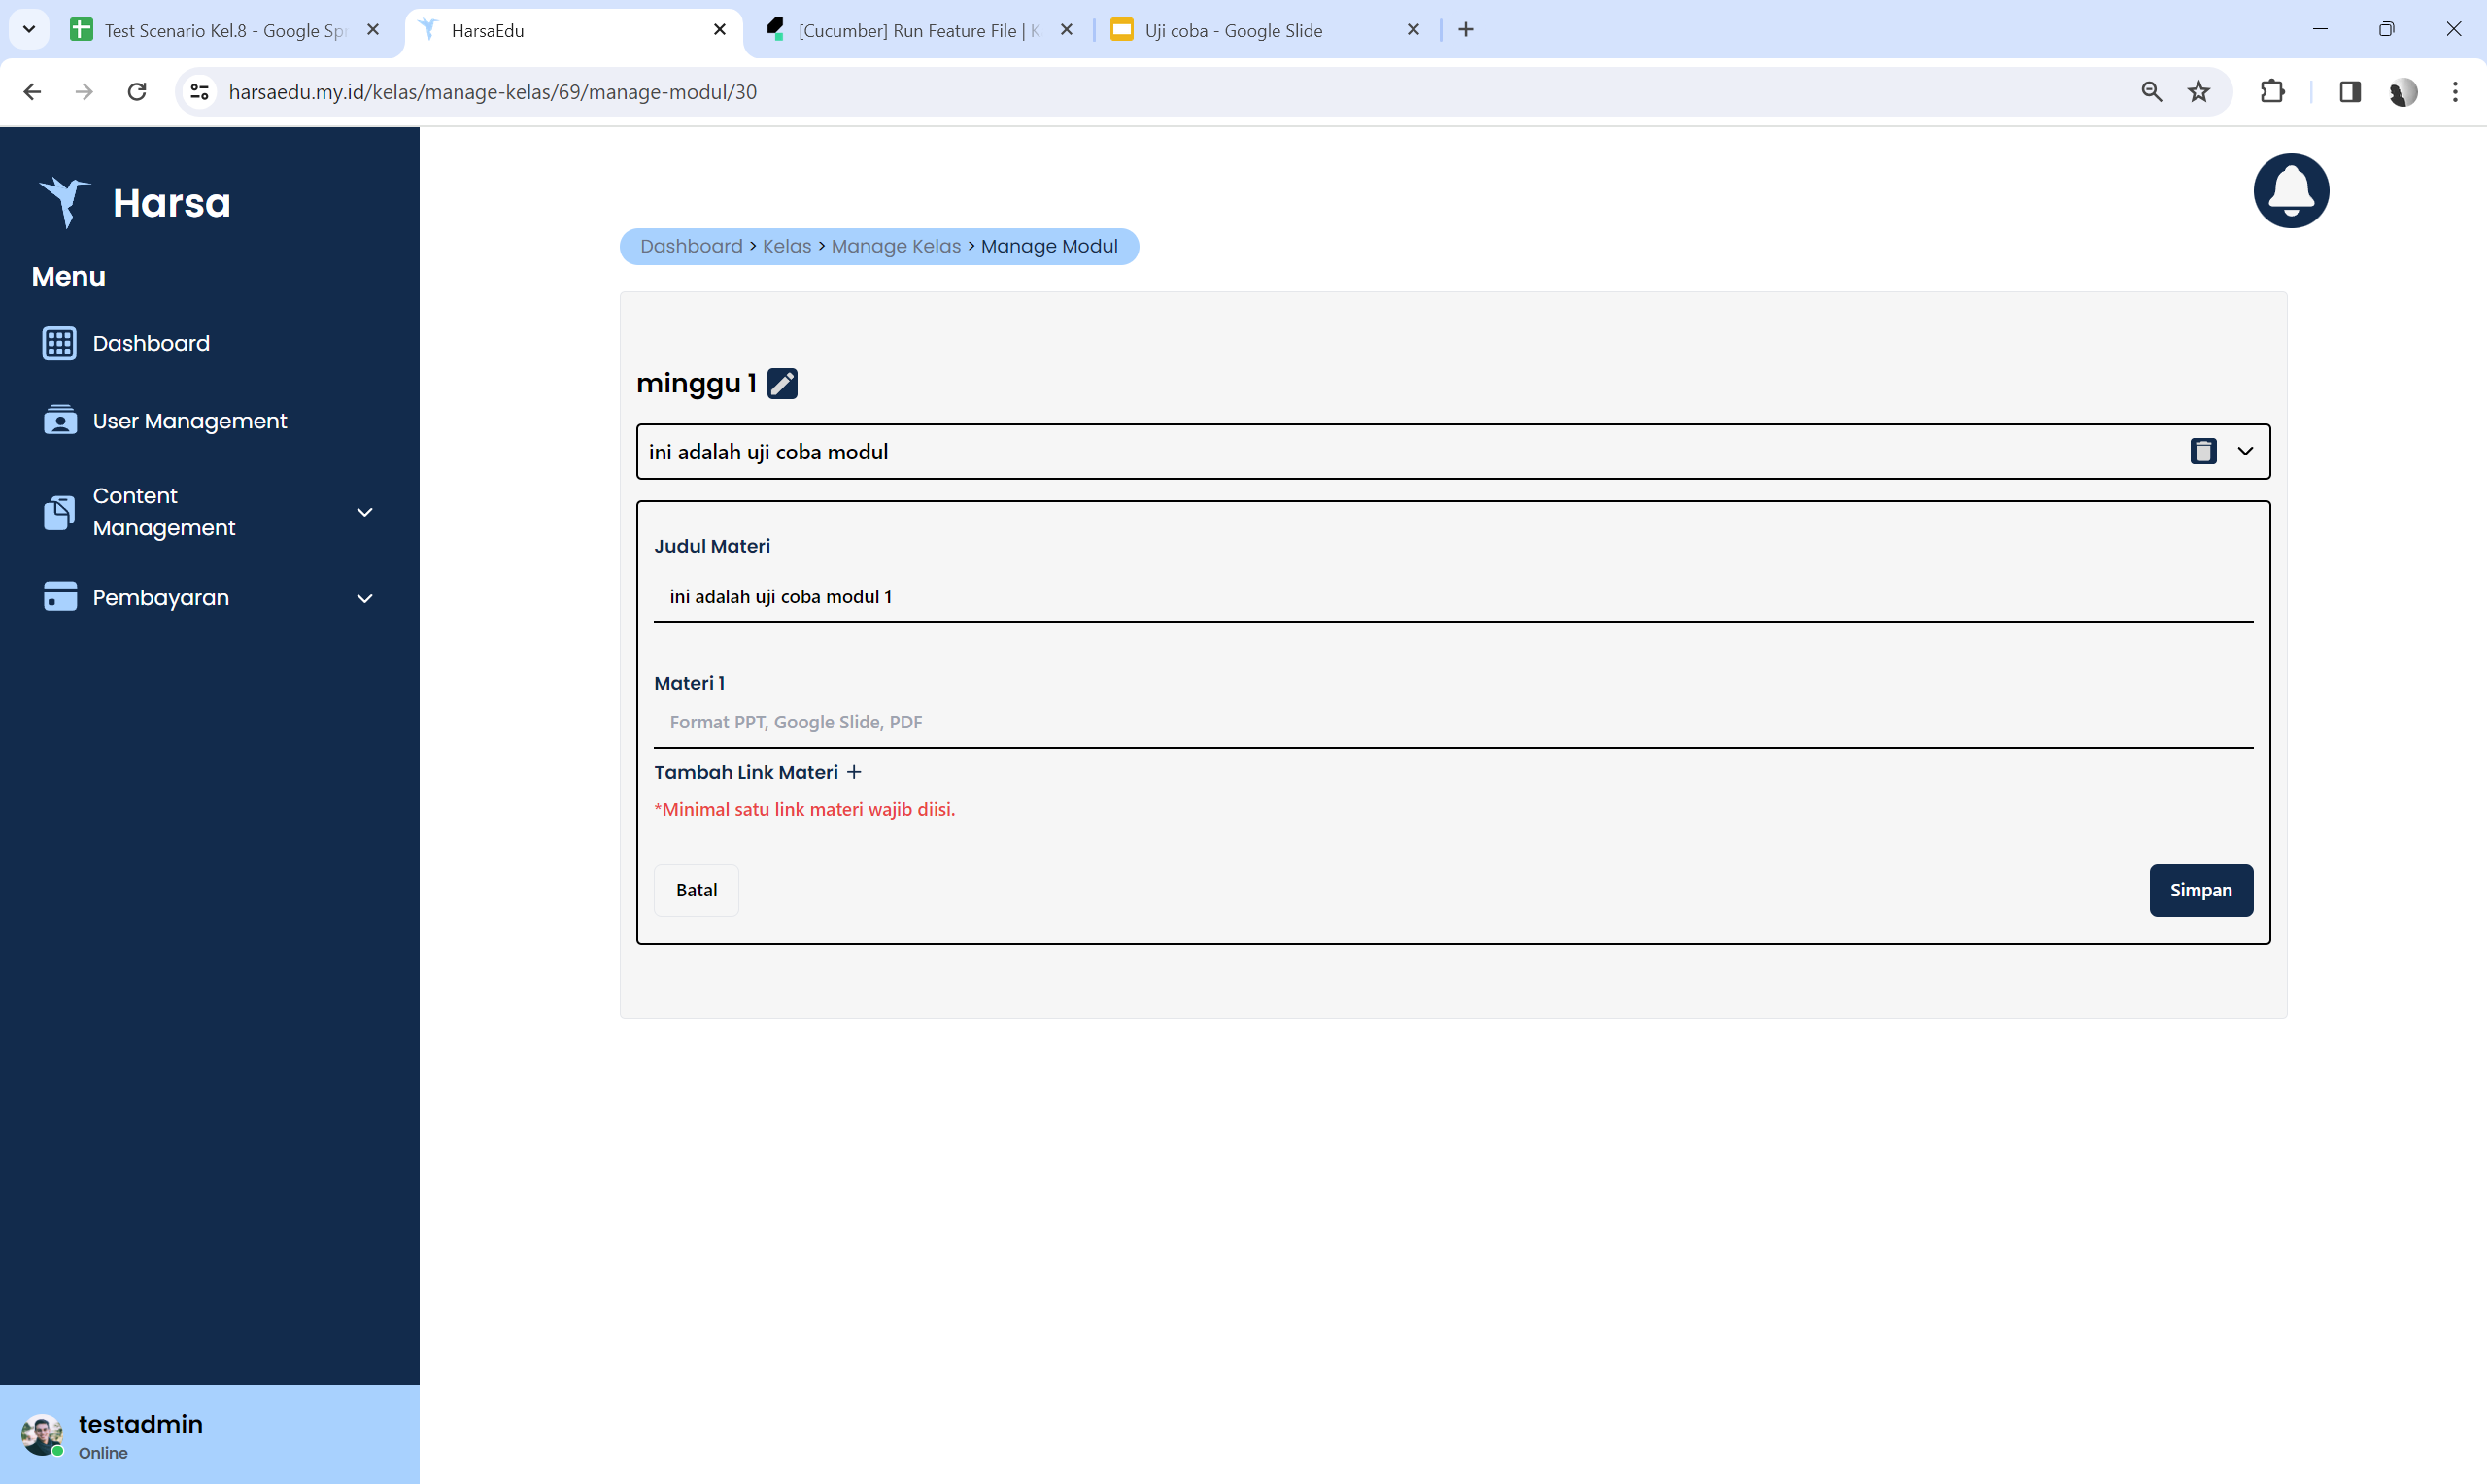 Test Scenario Kel.8 - Google Spr
HarsaEdu
[Cucumber] Run Feature File | K
Uji coba - Google Slide
harsaedu.my.id/kelas/manage-kelas/69/manage-modul/30
Harsa
Menu
Dashboard
User Management
Content
Management
Pembayaran
Dashboard > Kelas > Manage Kelas > Manage Modul
minggu 1
ini adalah uji coba modul
Judul Materi
ini adalah uji coba modul 1
Materi 1
Format PPT, Google Slide, PDF
Tambah Link Materi +
*Minimal satu link materi wajib diisi.
Batal
Simpan
testadmin
Online